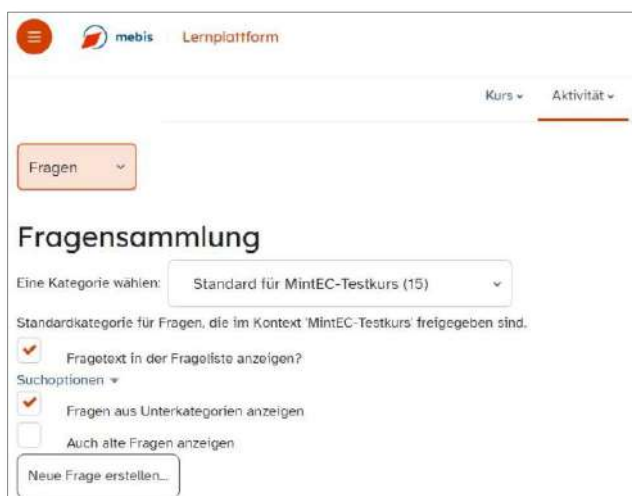 mebis Lernplattform
Kurs Aktivität
Fragen
Fragensammlung
Eine Kategorie wählen: Standard für MintEC-Testkurs (15)
Standardkategorie für Fragen, die im Kontext 'MintEC-Testkurs' freigegeben sind.
Fragetext in der Frageliste anzeigen?
Suchoptionen
Fragen aus Unterkategorien anzeigen
Auch alte Fragen anzeigen
Neue Frage erstellen...